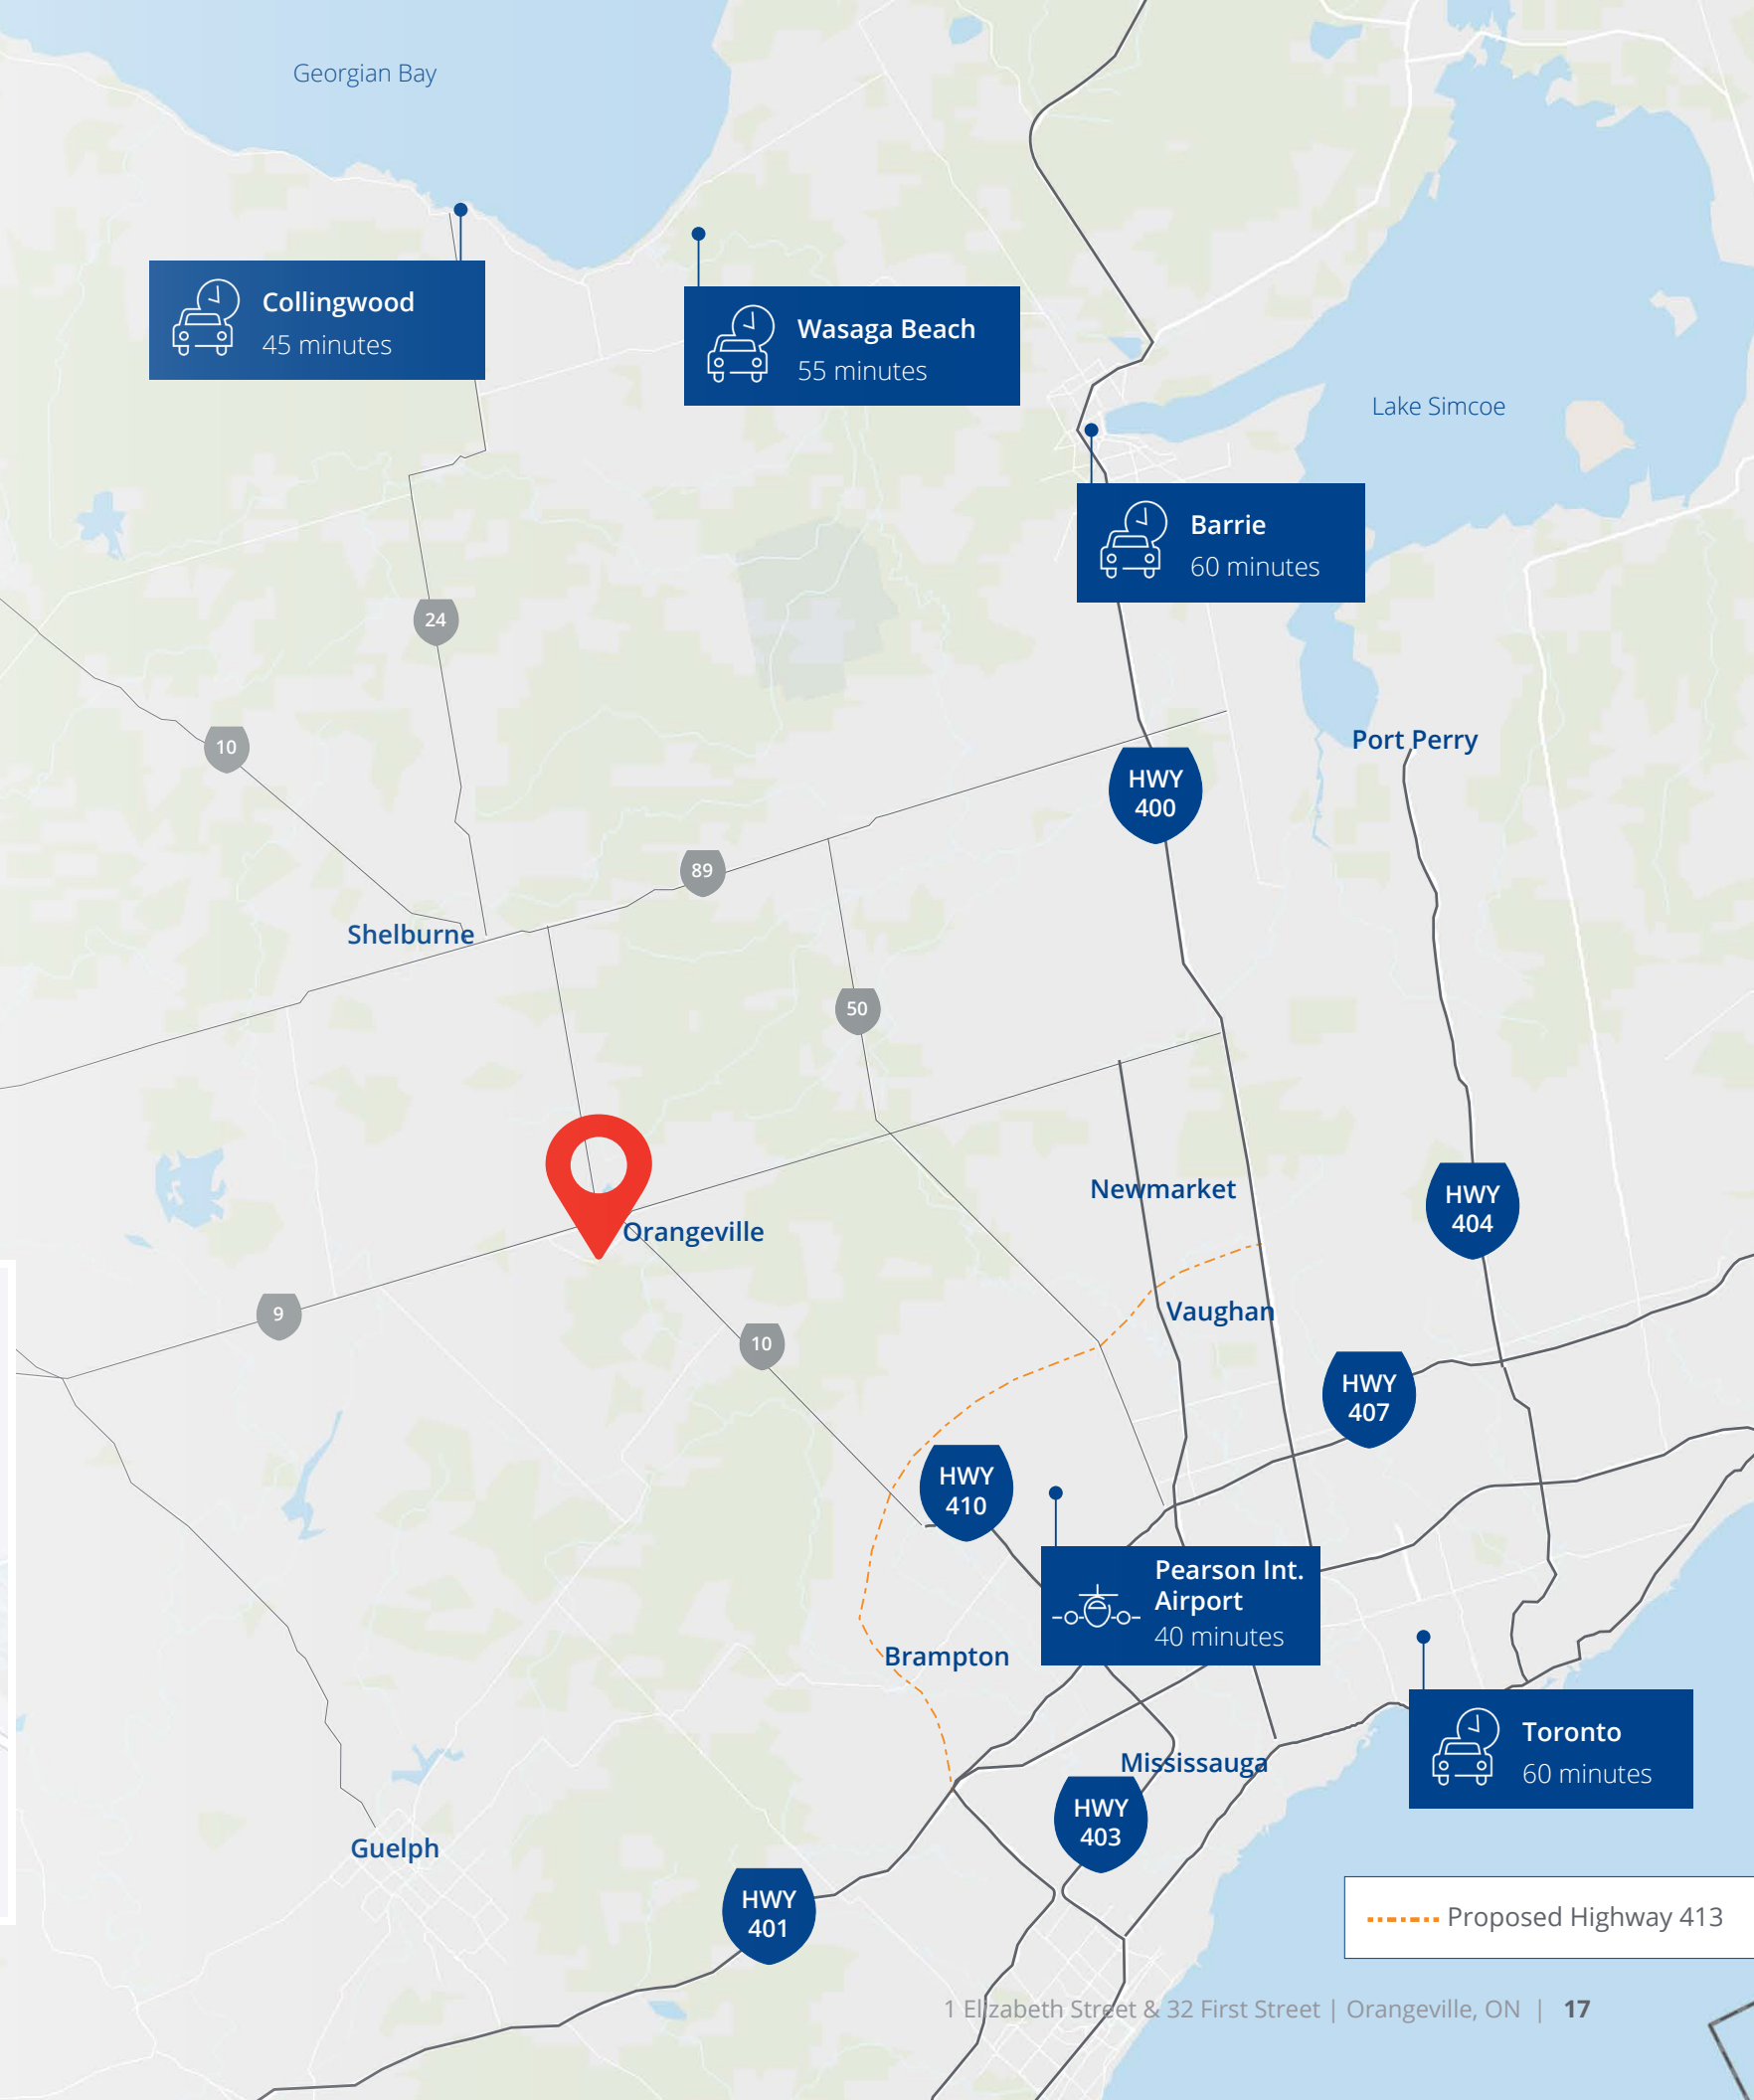 Georgian Bay
Collingwood
45 minutes
Wasaga Beach
55 minutes
Lake Simcoe
Barrie
60 minutes
24
10
Port Perry
HWY
400
89
Shelburne
50
Newmarket
HWY
404
Orangeville
9
Vaughan
10
HWY
407
HWY
410
Pearson Int.
Airport
40 minutes
Brampton
Toronto
60 minutes
Mississauga
HWY
403
Guelph
HWY
401
Proposed Highway 413
1 Elizabeth Street & 32 First Street | Orangeville, ON | 17